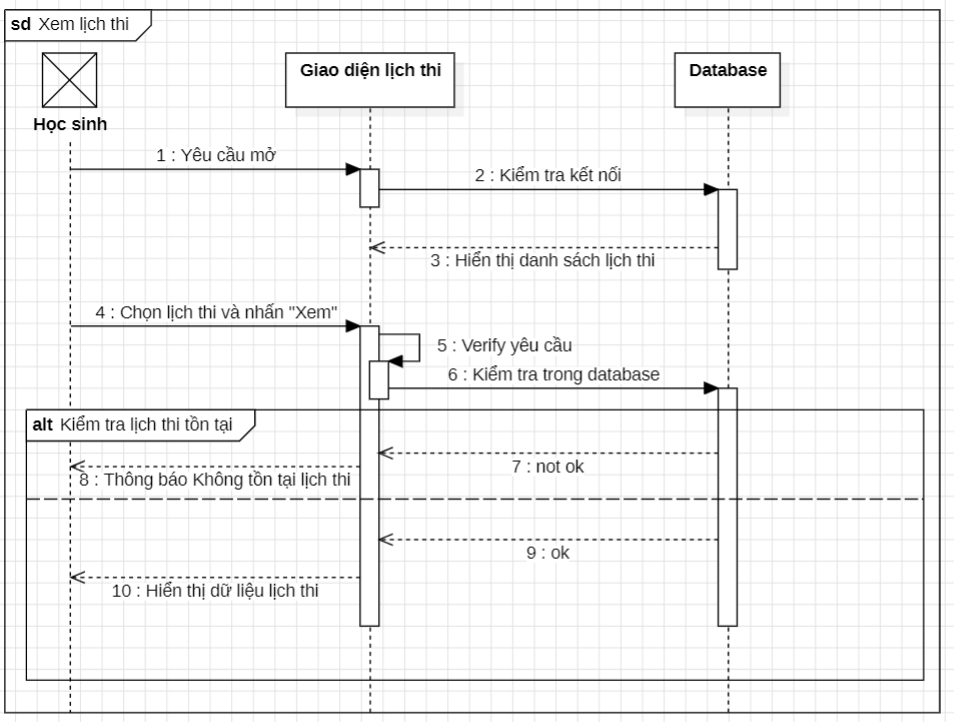 sd Xem lịch thi
Giao diện lịch thi
Database
Học sinh
1 : Yêu cầu mở
2 : Kiểm tra kết nối
3 : Hiển thị danh sách lịch thi
4 : Chọn lịch thi và nhấn "Xem"
5 : Verify yêu cầu
6 : Kiểm tra trong database
alt Kiểm tra lịch thi tồn tại
7 : not ok
8 : Thông báo Không tồn tại lịch thi
9 : ok
10 : Hiển thị dữ liệu lịch thi